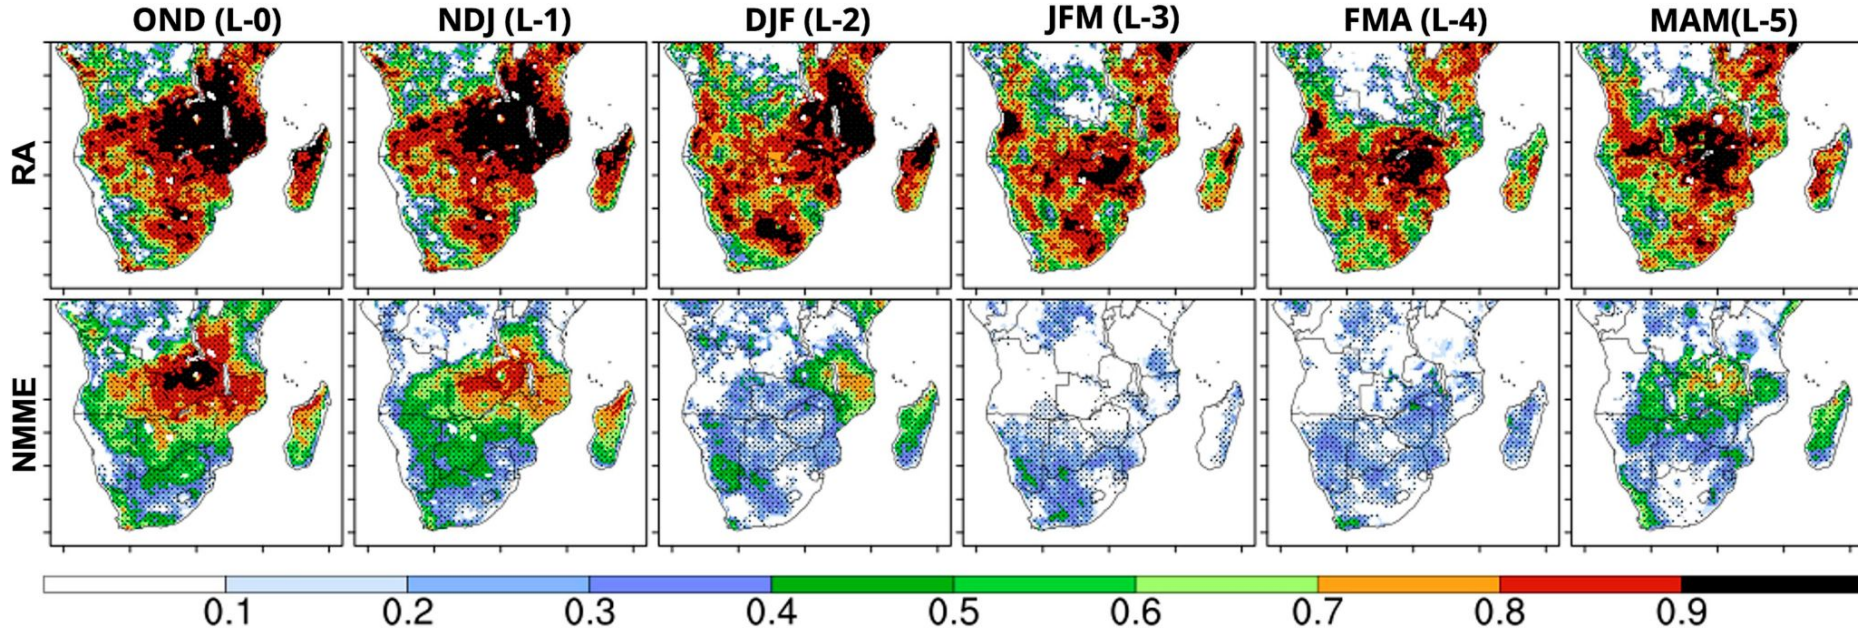 OND (L-0) NDJ (L-1) DJF (L-2) JFM (L-3) FMA (L-4) MAM(L-5)
RA
NMME
0.1 0.2 0.3 0.4 0.5 0.6 0.7 0.8 0.9